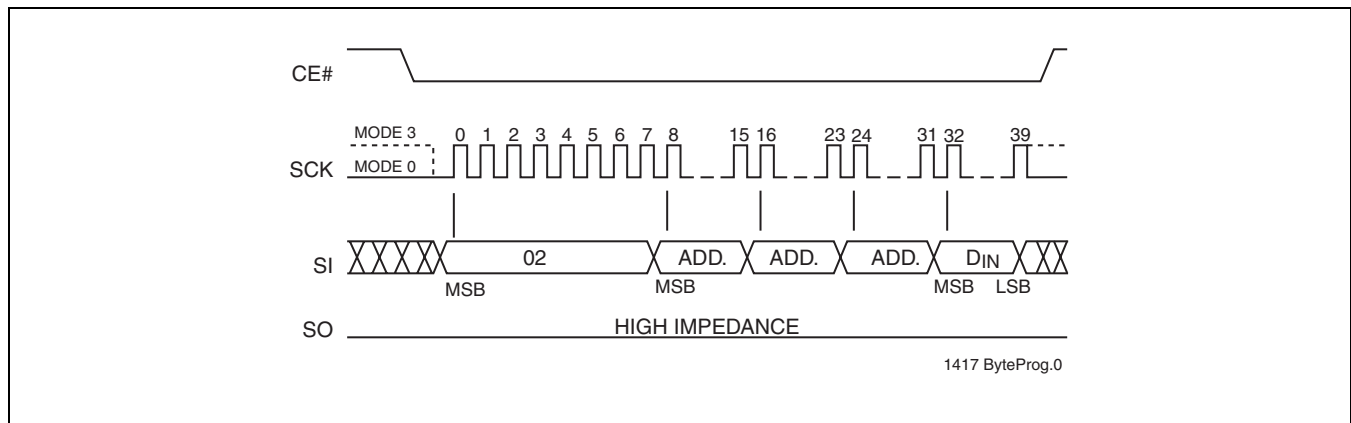 CE#
MODE 3 0 1 2 3 4 5 6 7 8 15 16 23 24 31 32 39
SCK MODE 0
SI 02 ADD. ADD. ADD. DIN
MSB MSB MSB LSB
SO HIGH IMPEDANCE
1417 ByteProg.0